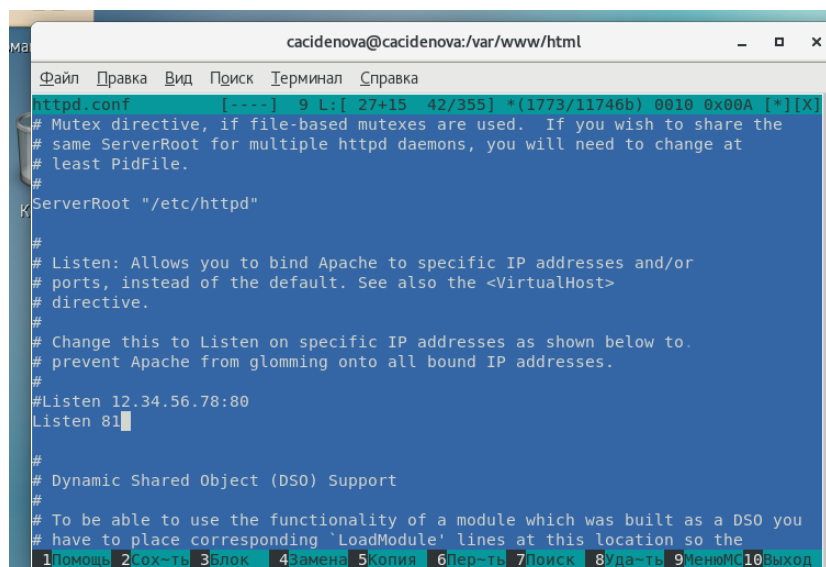 ома
cacidenova@cacidenova:/var/www/html
Файл Правка Вид Поиск Терминал Справка
httpd.conf [----] 9 L:[ 27+15 42/355] *(1773/11746b) 0010 0x00A [*][X]
# Mutex directive, if file-based mutexes are used. If you wish to share the
# same ServerRoot for multiple httpd daemons, you will need to change at
# least PidFile.
#
К
ServerRoot "/etc/httpd"
#
# Listen: Allows you to bind Apache to specific IP addresses and/or
# ports, instead of the default. See also the <VirtualHost>
# directive.
#
# Change this to Listen on specific IP addresses as shown below to.
# prevent Apache from glomming onto all bound IP addresses.
#
#Listen 12.34.56.78:80
Listen 81
#
# Dynamic Shared Object (DSO) Support
#
# To be able to use the functionality of a module which was built as a DSO you
# have to place corresponding `LoadModule' lines at this location so the
1Помощь 2Сох~ть 3Блок 4Замена 5Копия 6Пер~ть 7Поиск 8Уда~ть 9МенюMC 10Выход